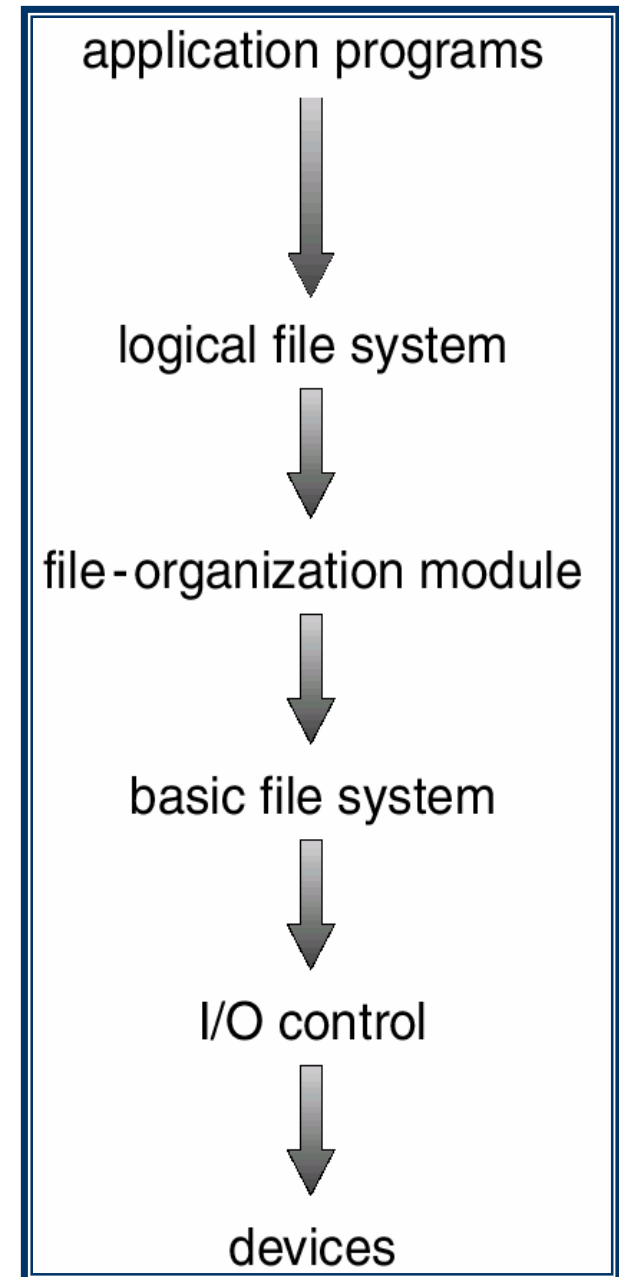 application programs
logical file system
file-organization module
basic file system
I/O control
devices